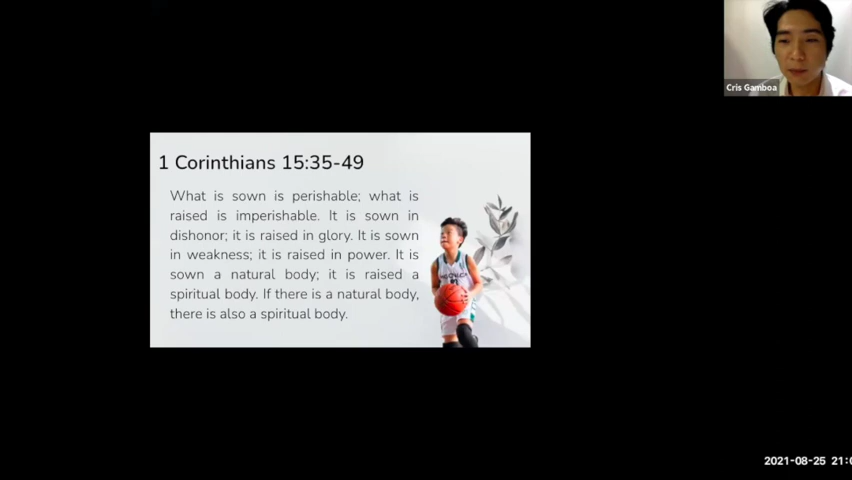 Cris Gamboa
1 Corinthians 15:35-49
What is sown is perishable; what is
raised is imperishable. It is sown in
dishonor; it is raised in glory. It is sown
in weakness; it is raised in power. It is
sown a natural body; it is raised a
spiritual body. If there is a natural body,
there is also a spiritual body.
2021-08-25 21:0